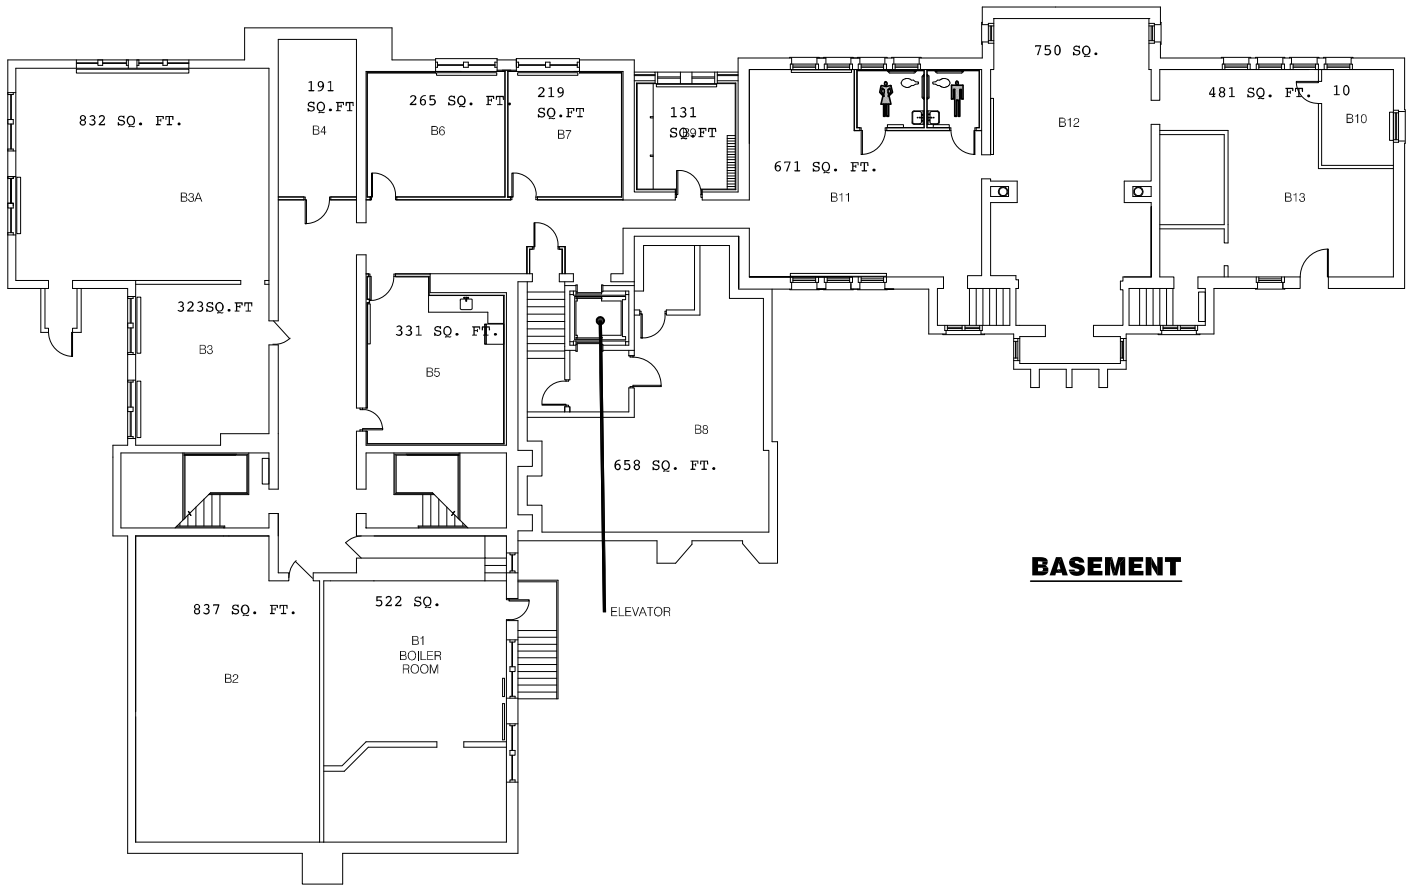 750 SQ.
191
SQ.FT
B4
265 SQ. FT.
B6
219
SQ.FT
B7
131
SQ.FT
B9
832 SQ. FT.
B3A
671 SQ. FT.
B11
B12
481 SQ. FT.
10
B10
B13
323SQ.FT
B3
331 SQ. FT.
B5
B8
658 SQ. FT.
BASEMENT
837 SQ. FT.
B2
522 SQ.
B1
BOILER
ROOM
ELEVATOR